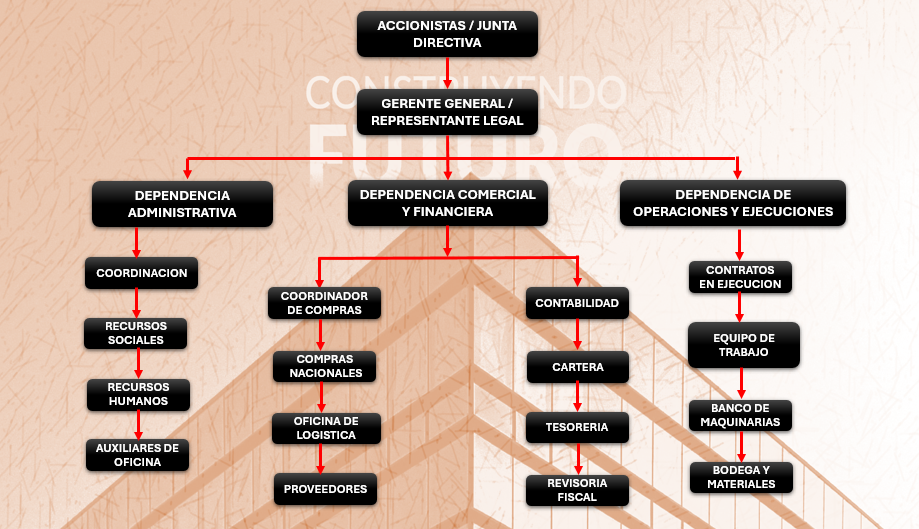 ACCIONISTAS / JUNTA
DIRECTIVA
CONSTRUYENDO
FUTURO
GERENTE GENERAL /
REPRESENTANTE LEGAL
DEPENDENCIA
ADMINISTRATIVA
DEPENDENCIA COMERCIAL
Y FINANCIERA
DEPENDENCIA DE
OPERACIONES Y EJECUCIONES
COORDINACION
RECURSOS
SOCIALES
RECURSOS
HUMANOS
AUXILIARES DE
OFICINA
COORDINADOR
DE COMPRAS
COMPRAS
NACIONALES
OFICINA DE
LOGISTICA
PROVEEDORES
CONTABILIDAD
CARTERA
TESORERIA
REVISORIA
FISCAL
CONTRATOS
EN EJECUCION
EQUIPO DE
TRABAJO
BANCO DE
MAQUINARIAS
BODEGA Y
MATERIALES